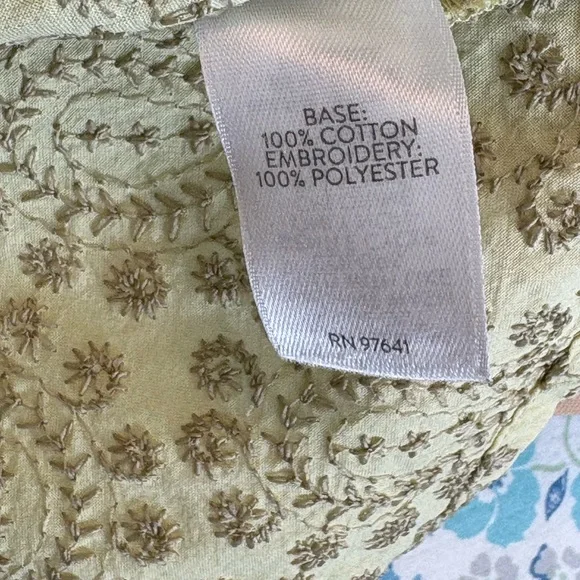 BASE:
100% COTTON
EMBROIDERY:
100% POLYESTER
RN 97641